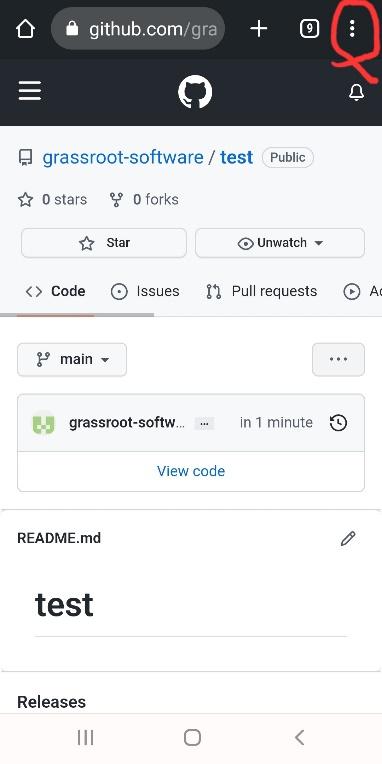 github.com/gra
9
grassroot-software / test Public
0 stars 0 forks
Star Unwatch
Code Issues Pull requests Ac
main ...
grassroot-softw... ... in 1 minute
View code
README.md
test
Releases